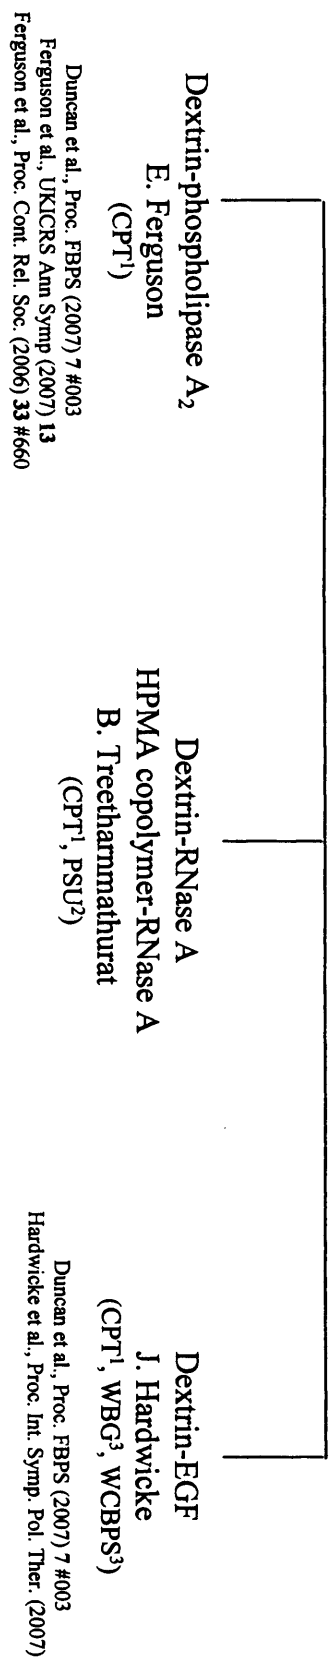 Dextrin-phospholipase A₂
E. Ferguson
(CPT¹)
Duncan et al., Proc. FBPS (2007) 7 #003
Ferguson et al., UKICRS Ann Symp (2007) 13
Ferguson et al., Proc. Cont. Rel. Soc. (2006) 33 #660
Dextrin-RNase A
HPMA copolymer-RNase A
B. Treethammathurat
(CPT¹, PSU²)
Dextrin-EGF
J. Hardwicke
(CPT¹, WBG³, WCBPS³)
Duncan et al., Proc. FBPS (2007) 7 #003
Hardwicke et al., Proc. Int. Symp. Pol. Ther. (2007)